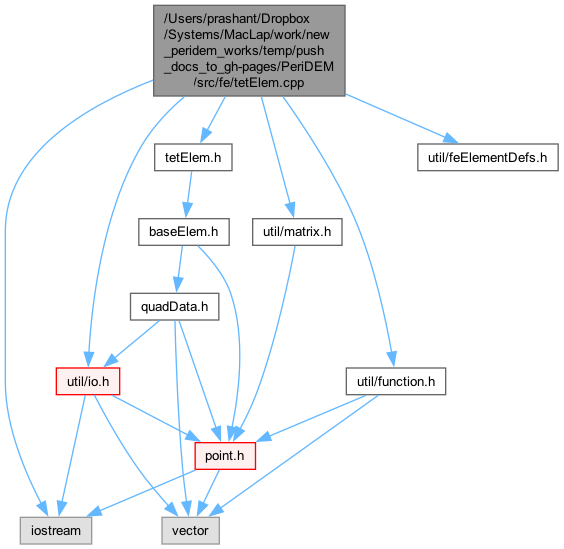 /Users/prashant/Dropbox
/Systems/MacLap/work/new
_peridem_works/temp/push
_docs_to_gh-pages/PeriDEM
/src/fe/tetElem.cpp
tetElem.h
util/feElementDefs.h
baseElem.h
util/matrix.h
quadData.h
util/io.h
util/function.h
point.h
iostream
vector